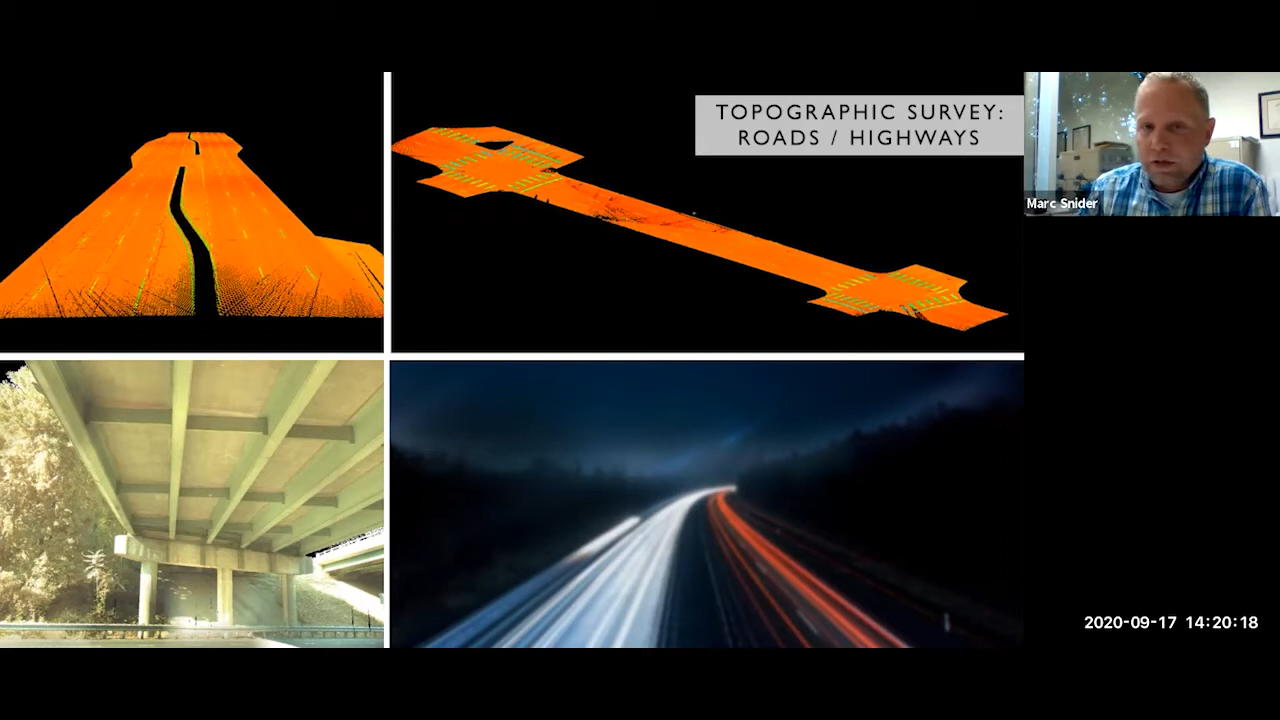 TOPOGRAPHIC SURVEY:
ROADS / HIGHWAYS
Marc Snider
2020-09-17 14:20:18